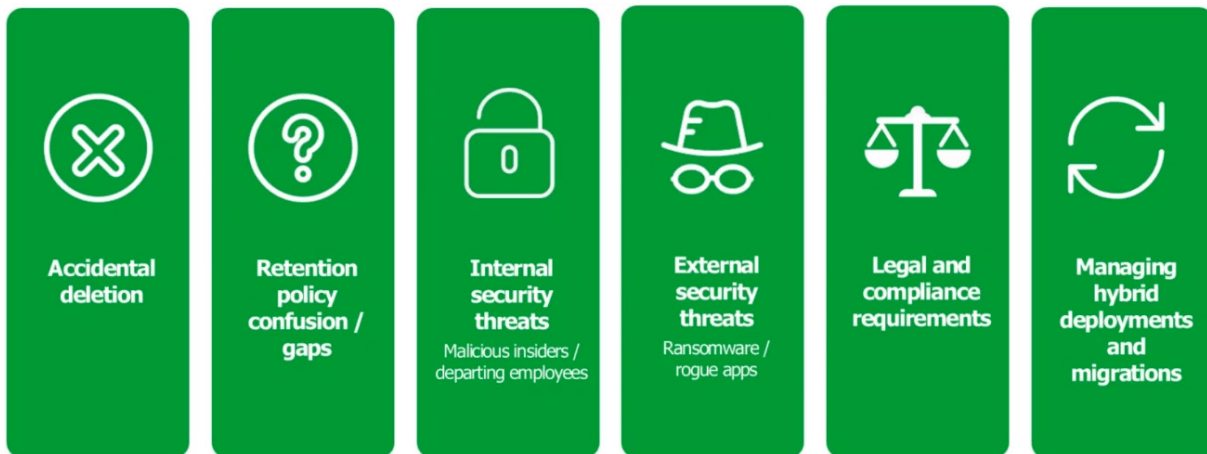 Accidental
deletion
Retention
policy
confusion /
gaps
Internal
security
threats
Malicious insiders /
departing employees
External
security
threats
Ransomware /
rogue apps
Legal and
compliance
requirements
Managing
hybrid
deployments
and
migrations